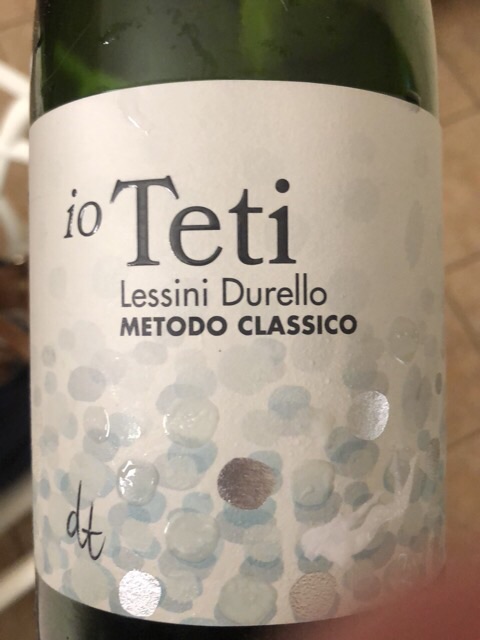 io Teti
Lessini Durello
METODO CLASSICO
dt